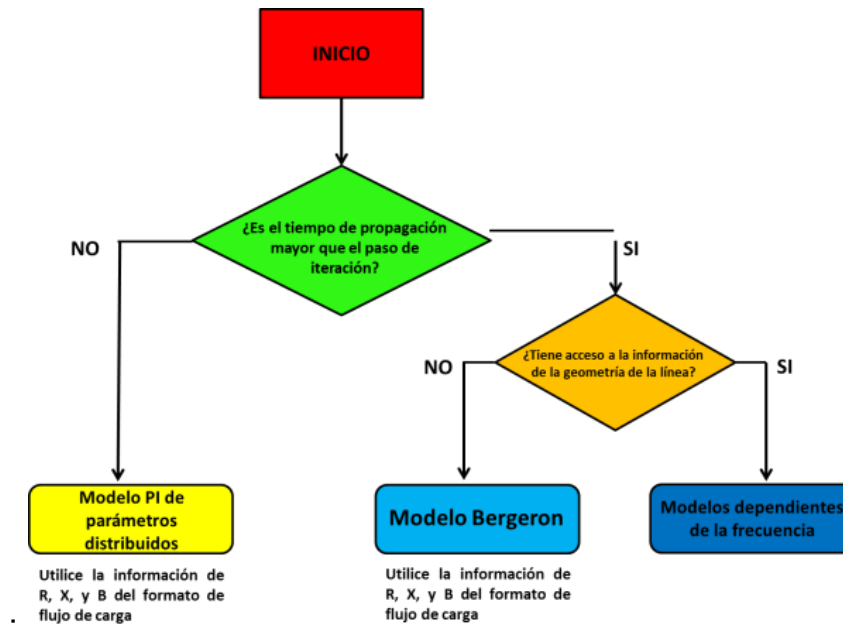 INICIO
¿Es el tiempo de propagación
mayor que el paso de
iteración?
NO
SI
¿Tiene acceso a la información
de la geometría de la línea?
NO
SI
Modelo PI de
parámetros
distribuidos
Modelo Bergeron
Modelos dependientes
de la frecuencia
Utilice la información de
R, X, y B del formato de
flujo de carga
Utilice la información de
R, X, y B del formato de
flujo de carga
.